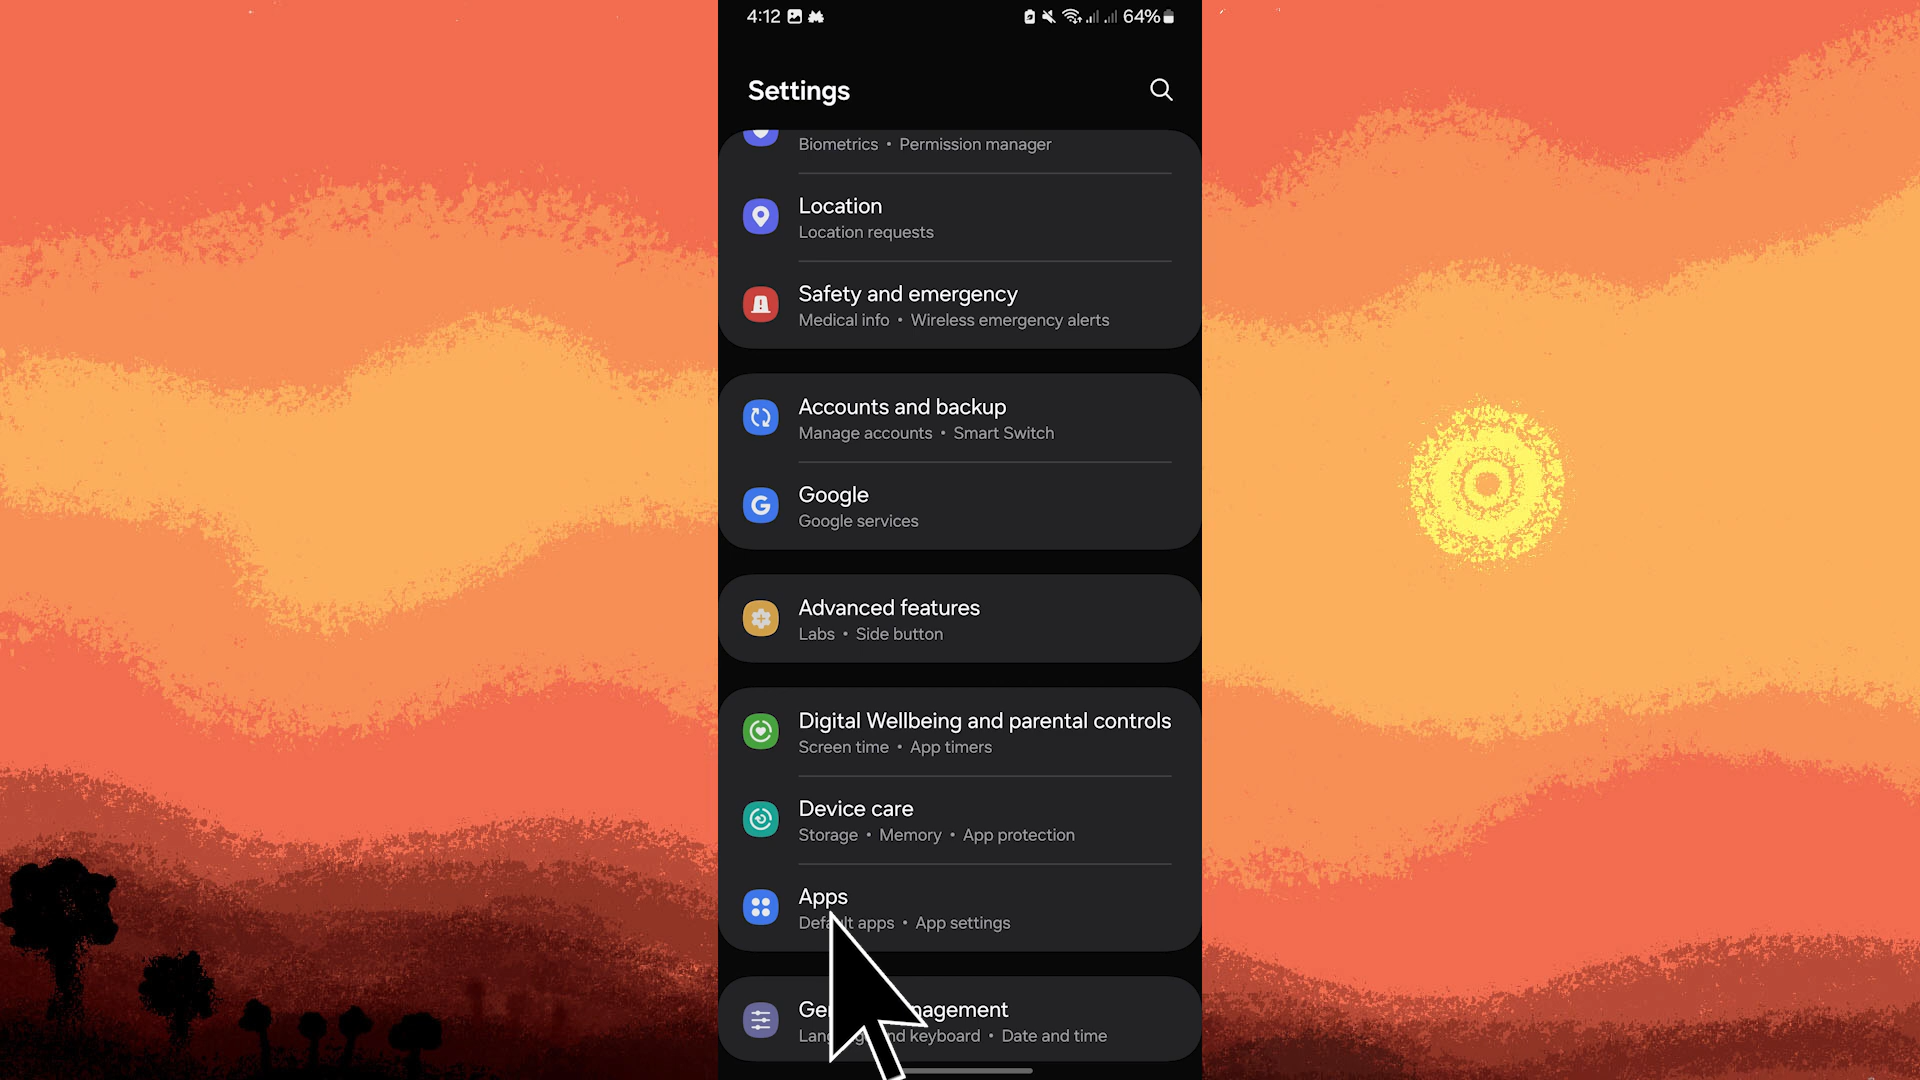 4:12 64%
Settings
Biometrics • Permission manager
Location
Location requests
Safety and emergency
Medical info • Wireless emergency alerts
Accounts and backup
Manage accounts • Smart Switch
Google
Google services
Advanced features
Labs • Side button
Digital Wellbeing and parental controls
Screen time • App timers
Device care
Storage • Memory • App protection
Apps
Default apps • App settings
keyboard • Date and time